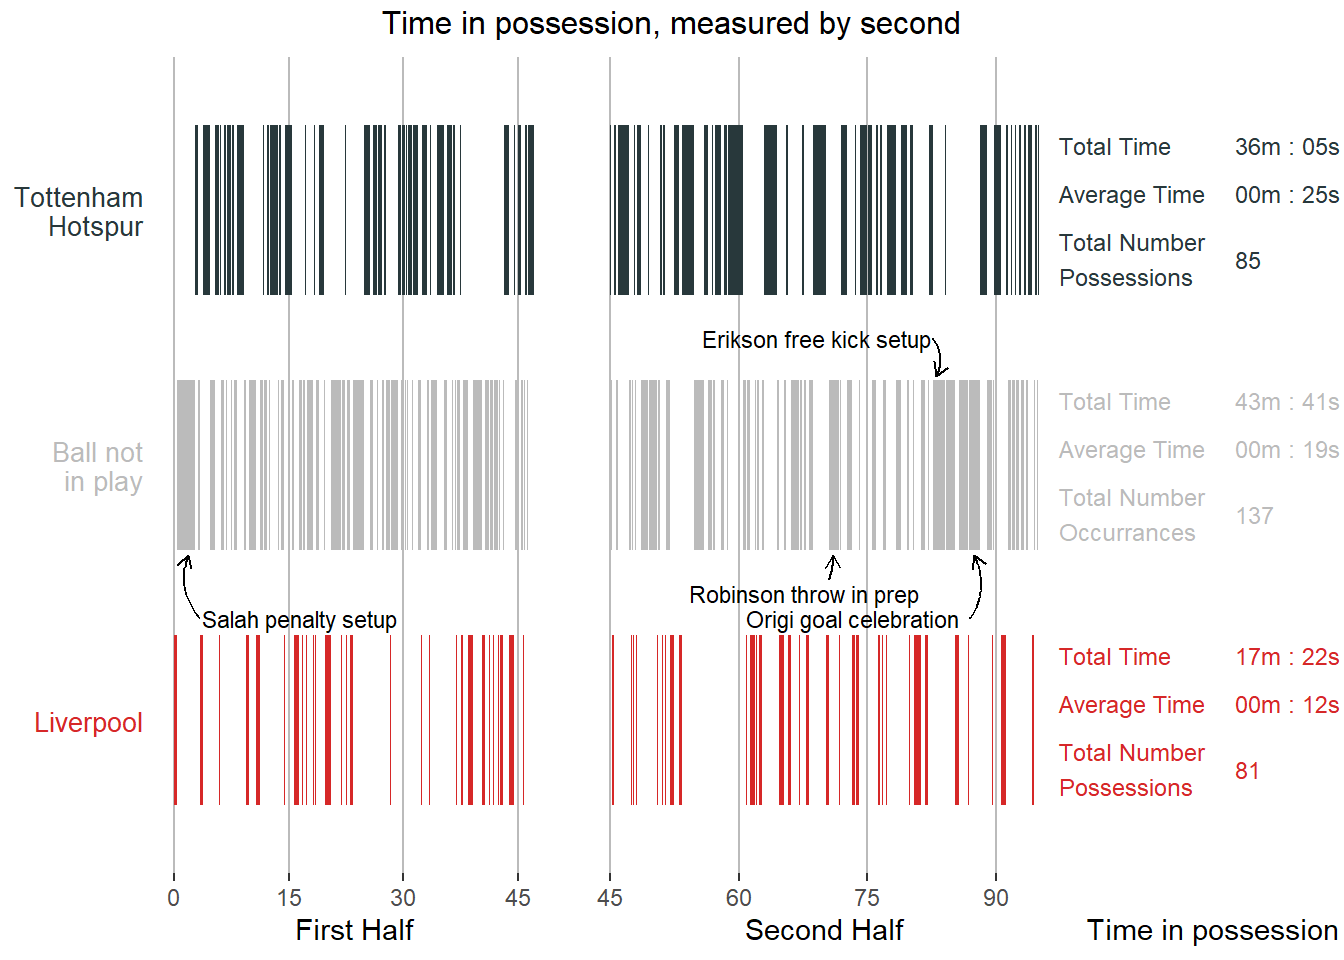 Time in possession, measured by second
Tottenham
Hotspur
Total Time 36m : 05s
Average Time 00m : 25s
Total Number
Possessions
85
Erikson free kick setup
Ball not
in play
Total Time 43m : 41s
Average Time 00m : 19s
Total Number
Occurrances
137
Robinson throw in prep
Salah penalty setup
Origi goal celebration
Liverpool
Total Time 17m : 22s
Average Time 00m : 12s
Total Number
Possessions
81
0 15 30 45 45 60 75 90
First Half Second Half Time in possession